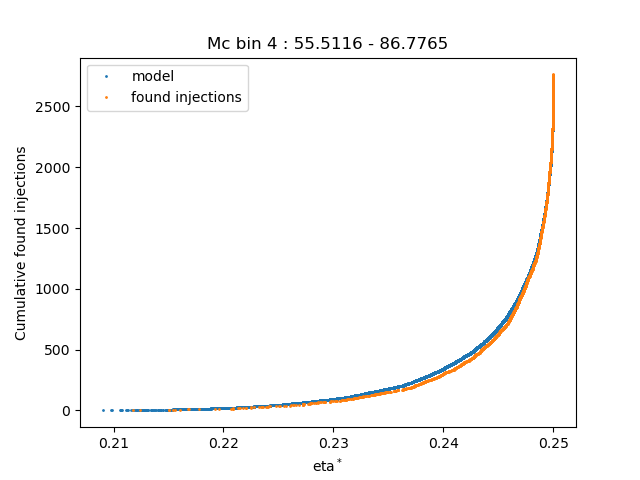 Mc bin 4 : 55.5116 - 86.7765
model
found injections
Cumulative found injections
2500
2000
1500
1000
500
0
0.21 0.22 0.23 0.24 0.25
eta*